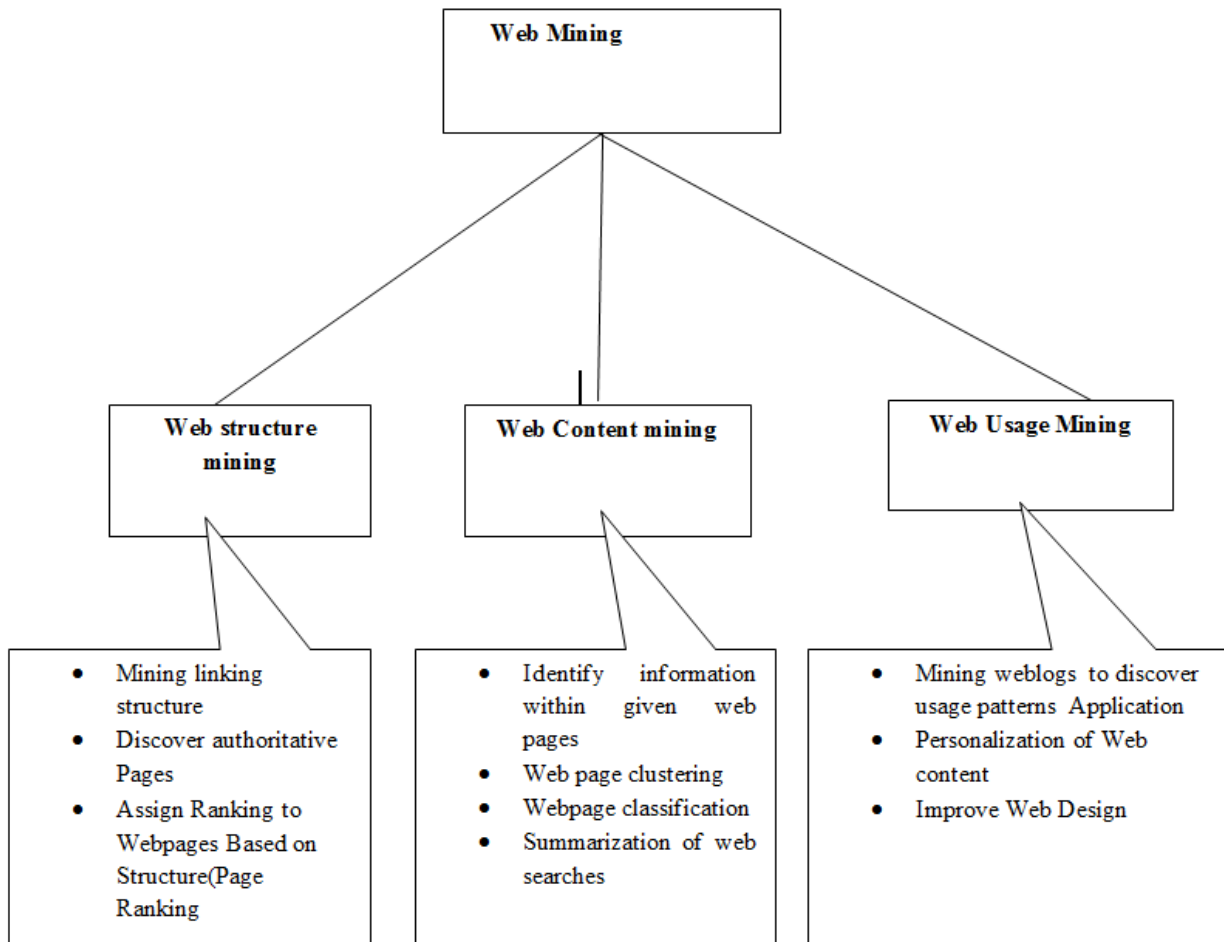 Web Mining
Web structure
mining
Web Content mining
Web Usage Mining
• Mining linking
structure
• Discover authoritative
Pages
• Assign Ranking to
Webpages Based on
Structure(Page
Ranking
• Identify information
within given web
pages
• Web page clustering
• Webpage classification
• Summarization of web
searches
• Mining weblogs to discover
usage patterns Application
• Personalization of Web
content
• Improve Web Design